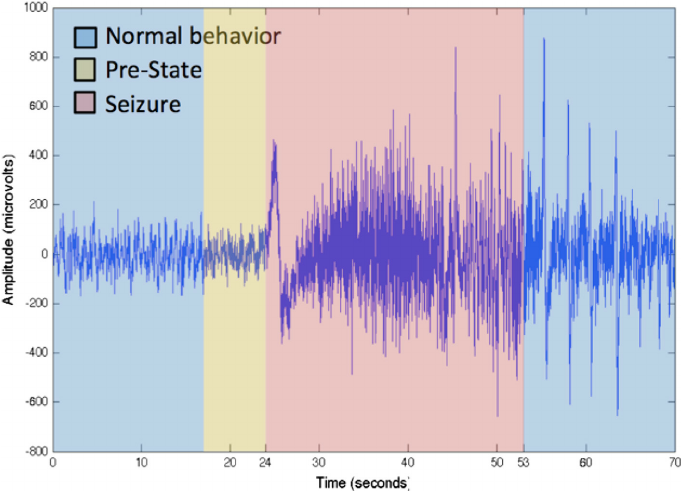 1000
800
600
400
200
0
-200
-400
-600
-800
Amplitude (microvolts)
Normal behavior
Pre-State
Seizure
0 10 20 24 30 40 50 53 60 70
Time (seconds)